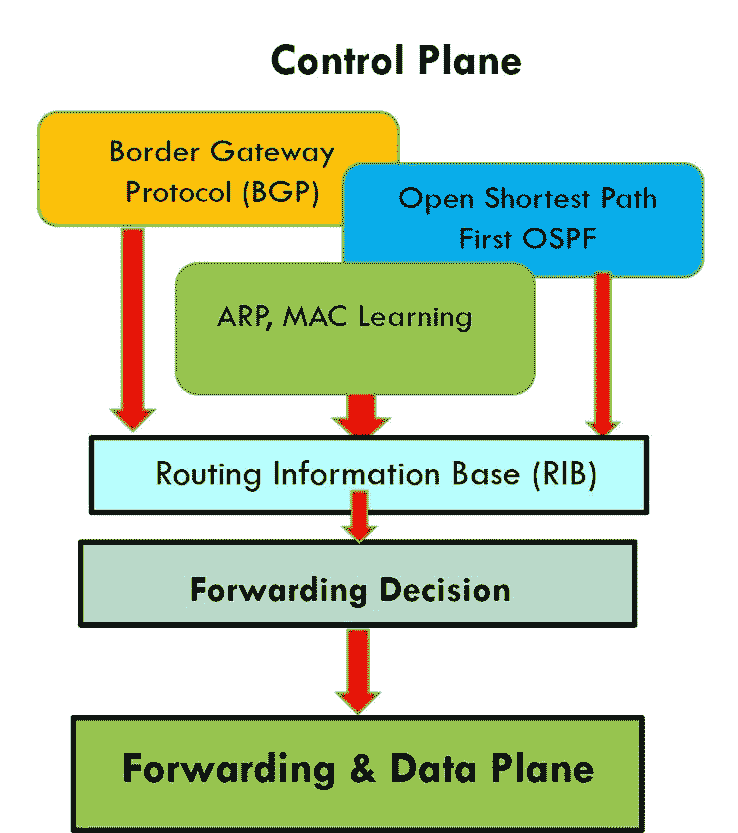 Control Plane
Border Gateway
Protocol (BGP)
Open Shortest Path
First OSPF
ARP, MAC Learning
Routing Information Base (RIB)
Forwarding Decision
Forwarding & Data Plane